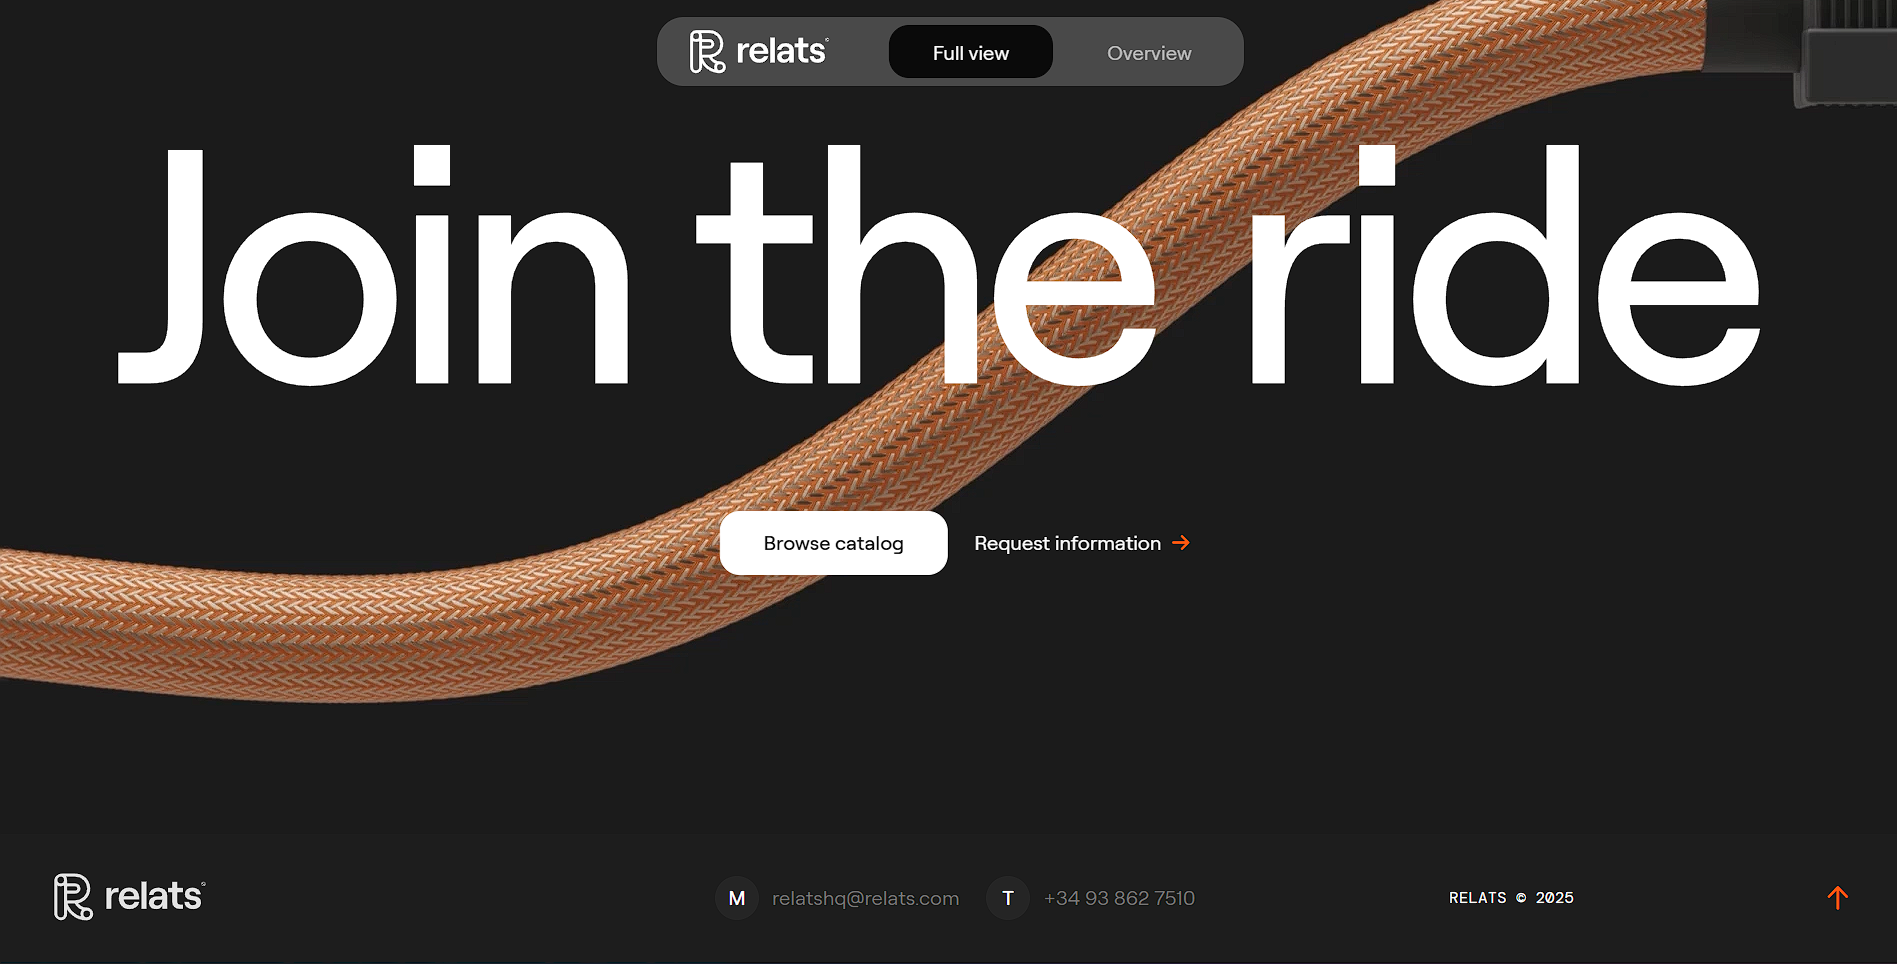 relats
Full view
Overview
Join the ride
Browse catalog
Request information →
relats
M relatshq@relats.com
T +34 93 862 7510
RELATS © 2025
↑